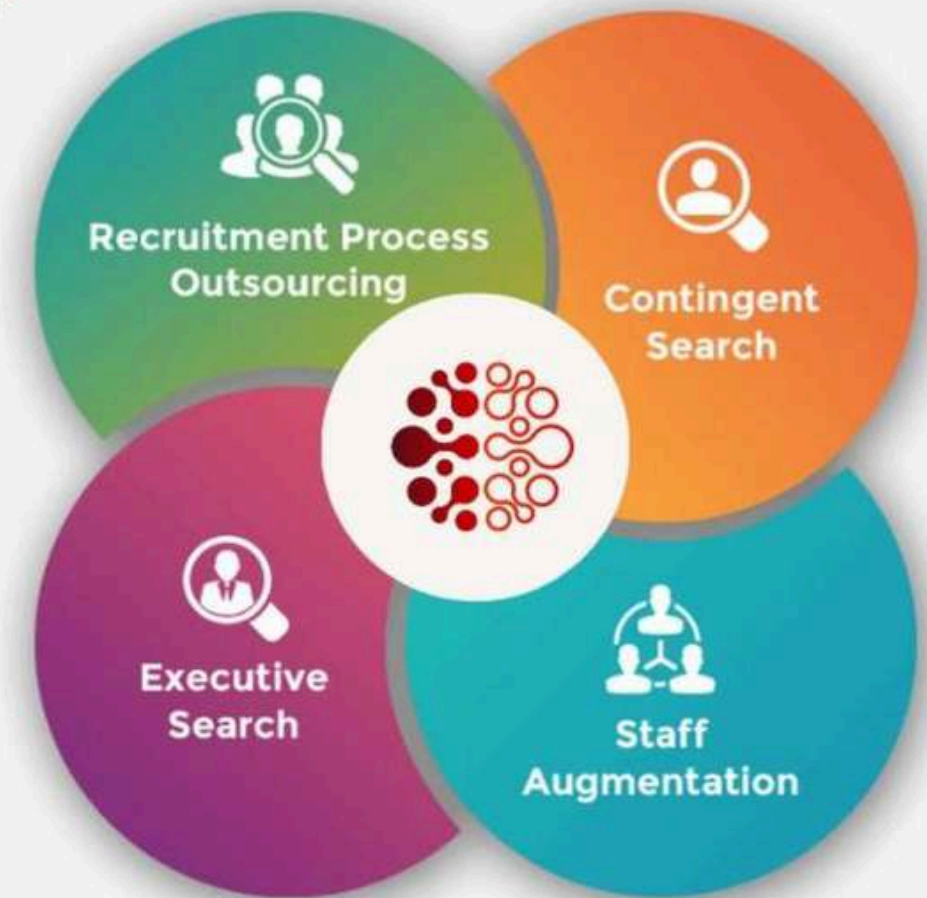 Recruitment Process
Outsourcing
Contingent
Search
Executive
Search
Staff
Augmentation